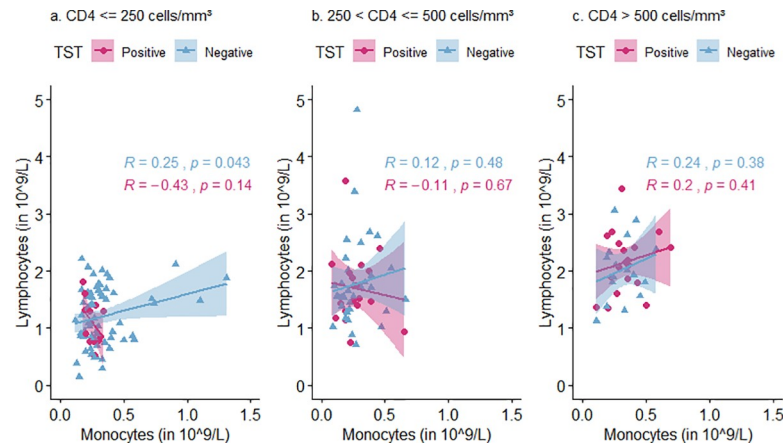 a. CD4 <= 250 cells/mm³
b. 250 < CD4 <= 500 cells/mm³
c. CD4 > 500 cells/mm³
TST Positive Negative
TST Positive Negative
TST Positive Negative
Lymphocytes (in 10^9/L)
5
4
3
2
1
0
R = 0.25 , p = 0.043
R = −0.43 , p = 0.14
0.0 0.5 1.0 1.5
Monocytes (in 10^9/L)
Lymphocytes (in 10^9/L)
5
4
3
2
1
0
R = 0.12 , p = 0.48
R = −0.11 , p = 0.67
0.0 0.5 1.0 1.5
Monocytes (in 10^9/L)
Lymphocytes (in 10^9/L)
5
4
3
2
1
0
R = 0.24 , p = 0.38
R = 0.2 , p = 0.41
0.0 0.5 1.0 1.5
Monocytes (in 10^9/L)